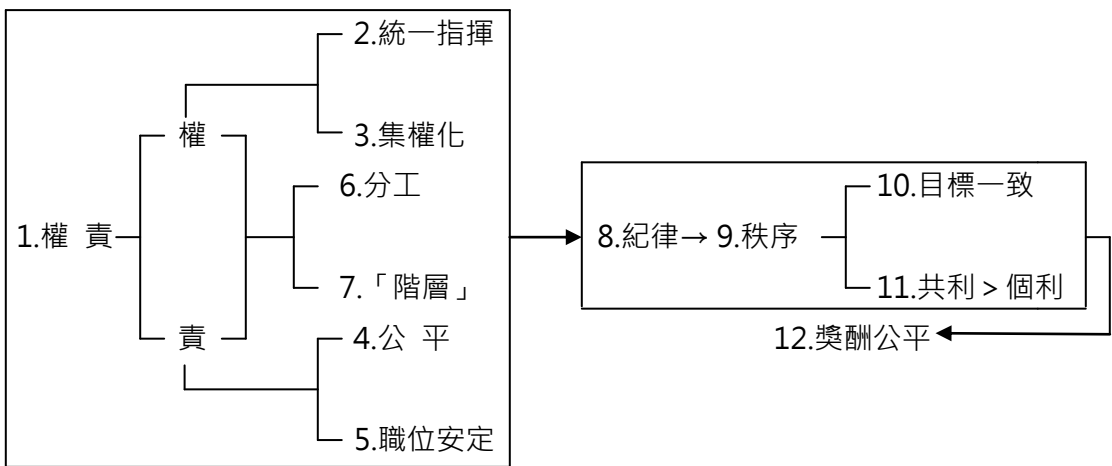 2.統一指揮
權
3.集權化
6.分工
10.目標一致
1.權 責
8.紀律→ 9.秩序
7.「階層」
11.共利 > 個利
責
4.公 平
12.獎酬公平
5.職位安定